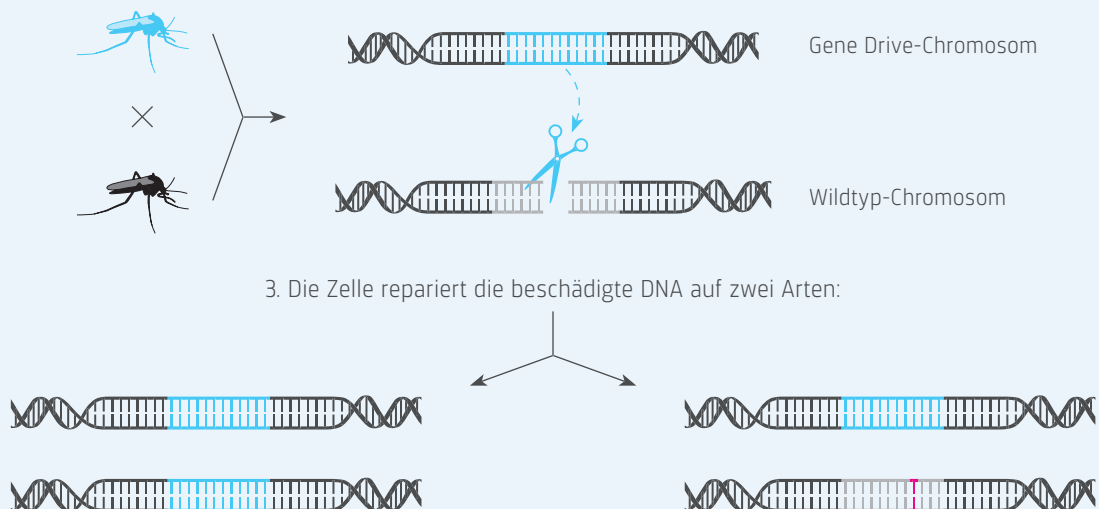 Gene Drive-Chromosom
Wildtyp-Chromosom
3. Die Zelle repariert die beschädigte DNA auf zwei Arten: